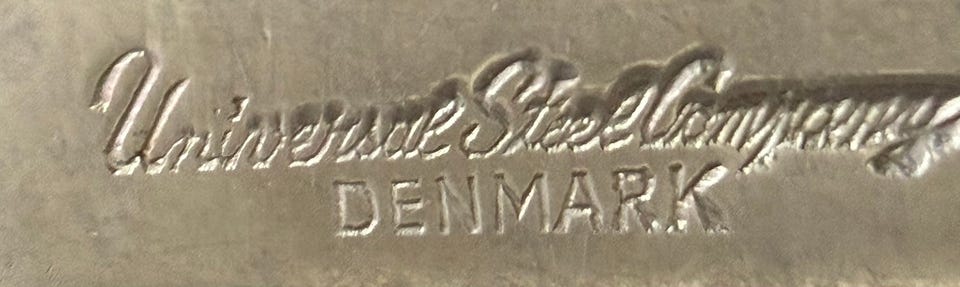 Universal Steel Company
DENMARK